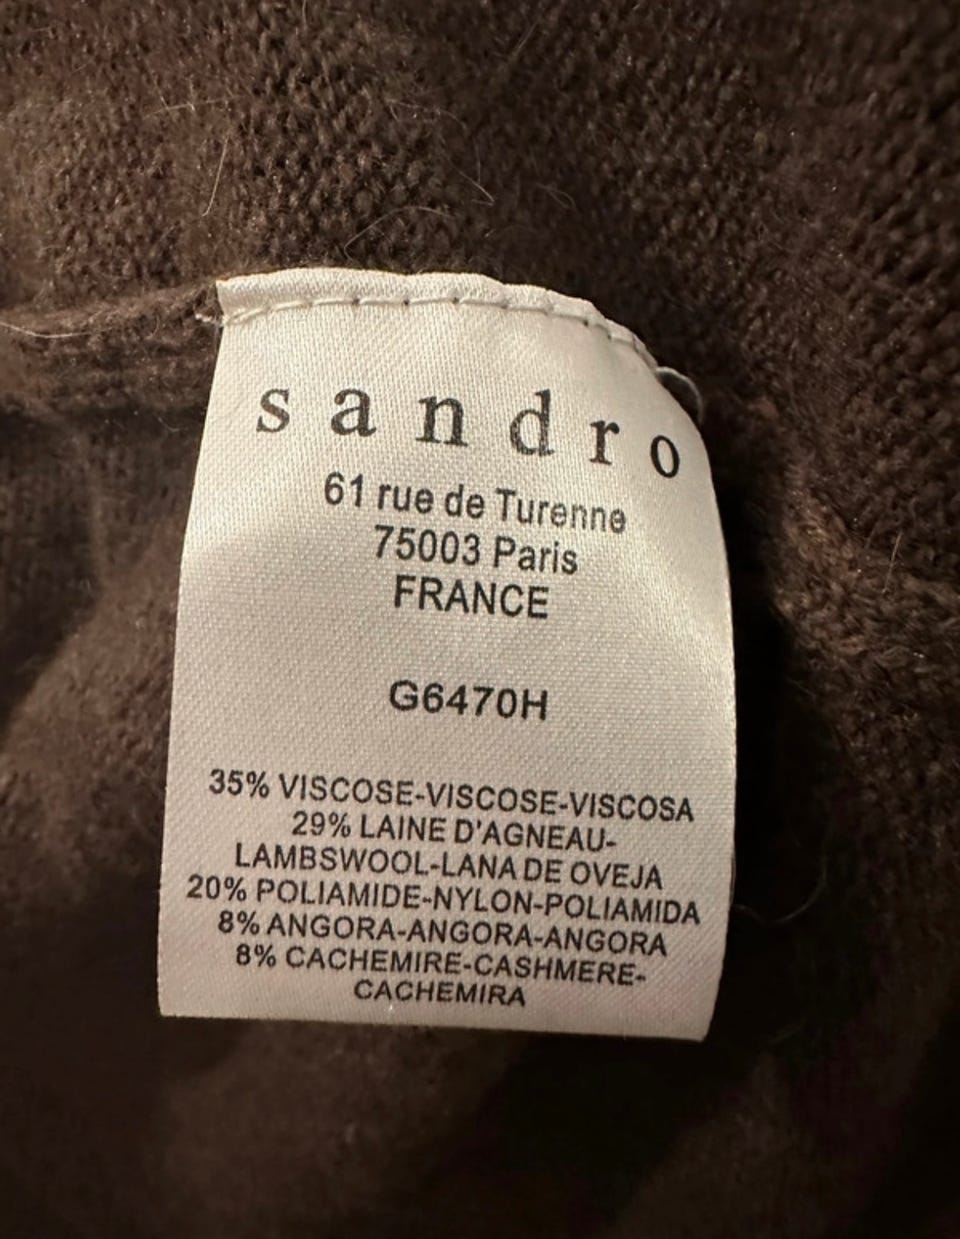 sandro
61 rue de Turenne
75003 Paris
FRANCE
G6470H
35% VISCOSE-VISCOSE-VISCOSA
29% LAINE D'AGNEAU-
LAMBSWOOL-LANA DE OVEJA
20% POLIAMIDE-NYLON-POLIAMIDA
8% ANGORA-ANGORA-ANGORA
8% CACHEMIRE-CASHMERE-
CACHEMIRA